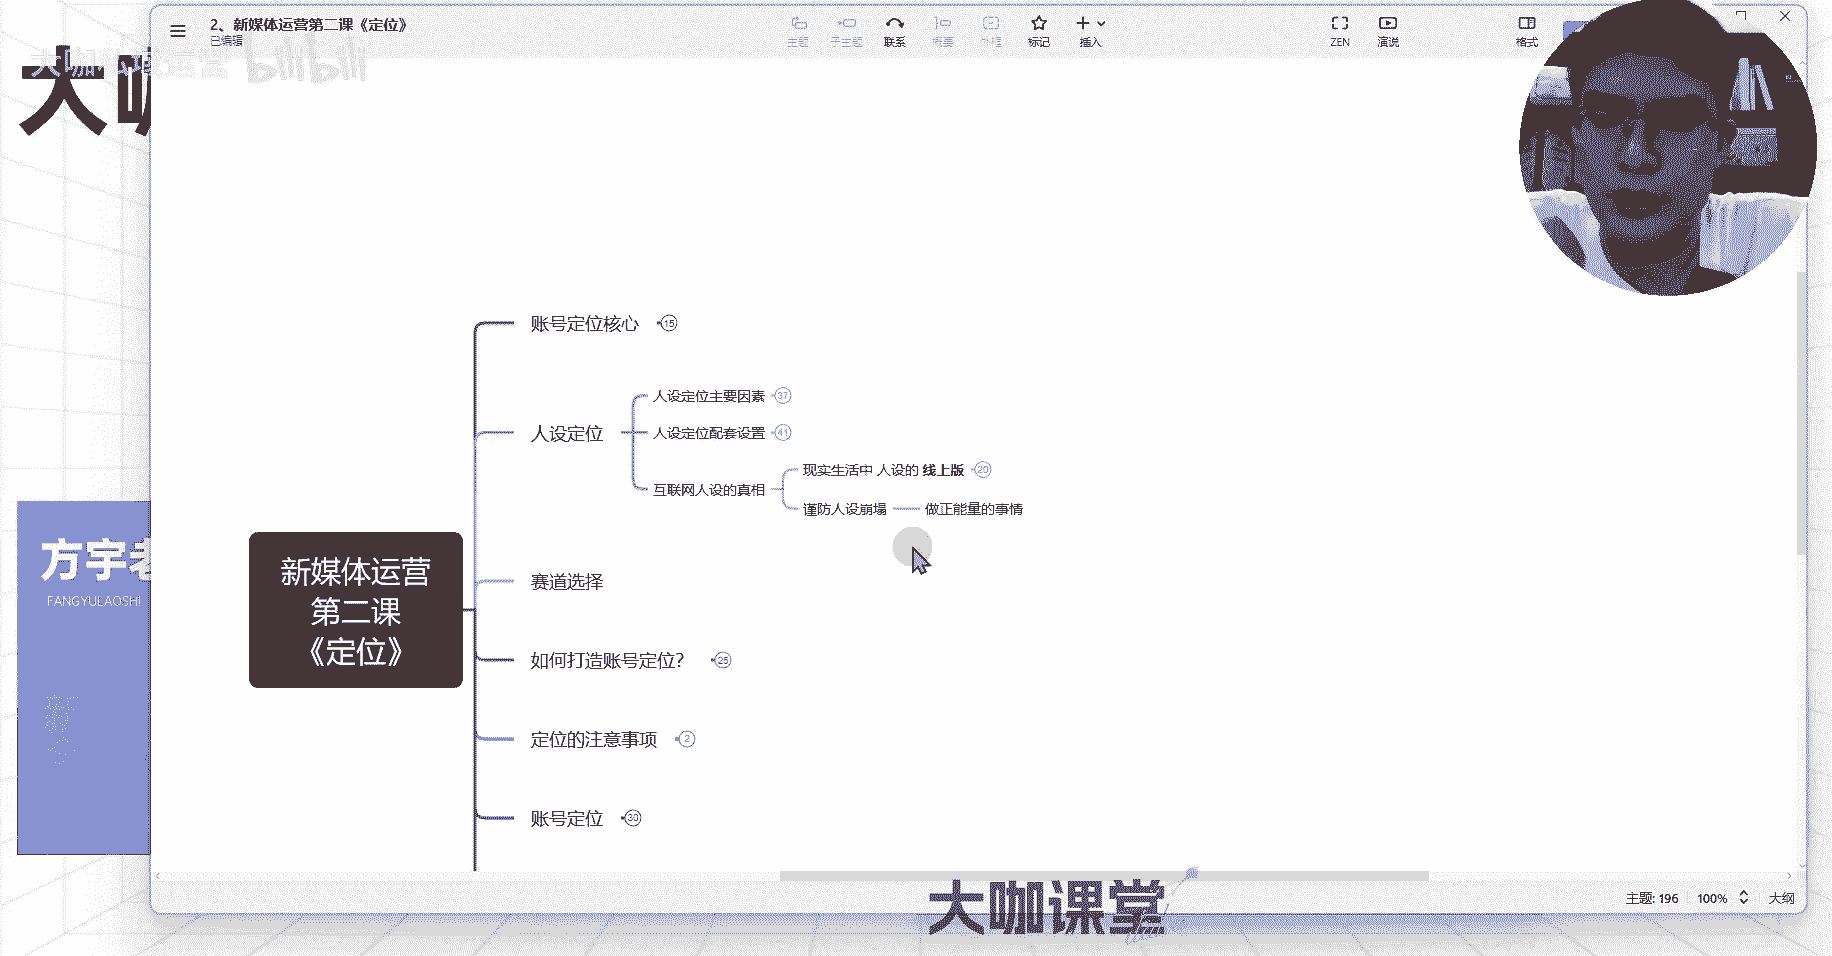 2、新媒体运营第二课《定位》
已编辑
主题
子主题
联系
概要
外框
标记
插入
ZEN
演说
格式
大咖
运营
bilibili
账号定位核心 15
人设定位主要因素 37
人设定位
人设定位配套设置 41
现实生活中 人设的 线上版 20
互联网人设的真相
谨防人设崩塌
做正能量的事情
方宇老
FANGYULAOSHI
新媒体运营
第二课
《定位》
赛道选择
如何打造账号定位? 25
定位的注意事项 2
账号定位 30
大咖课堂
主题: 196
100%
大纲